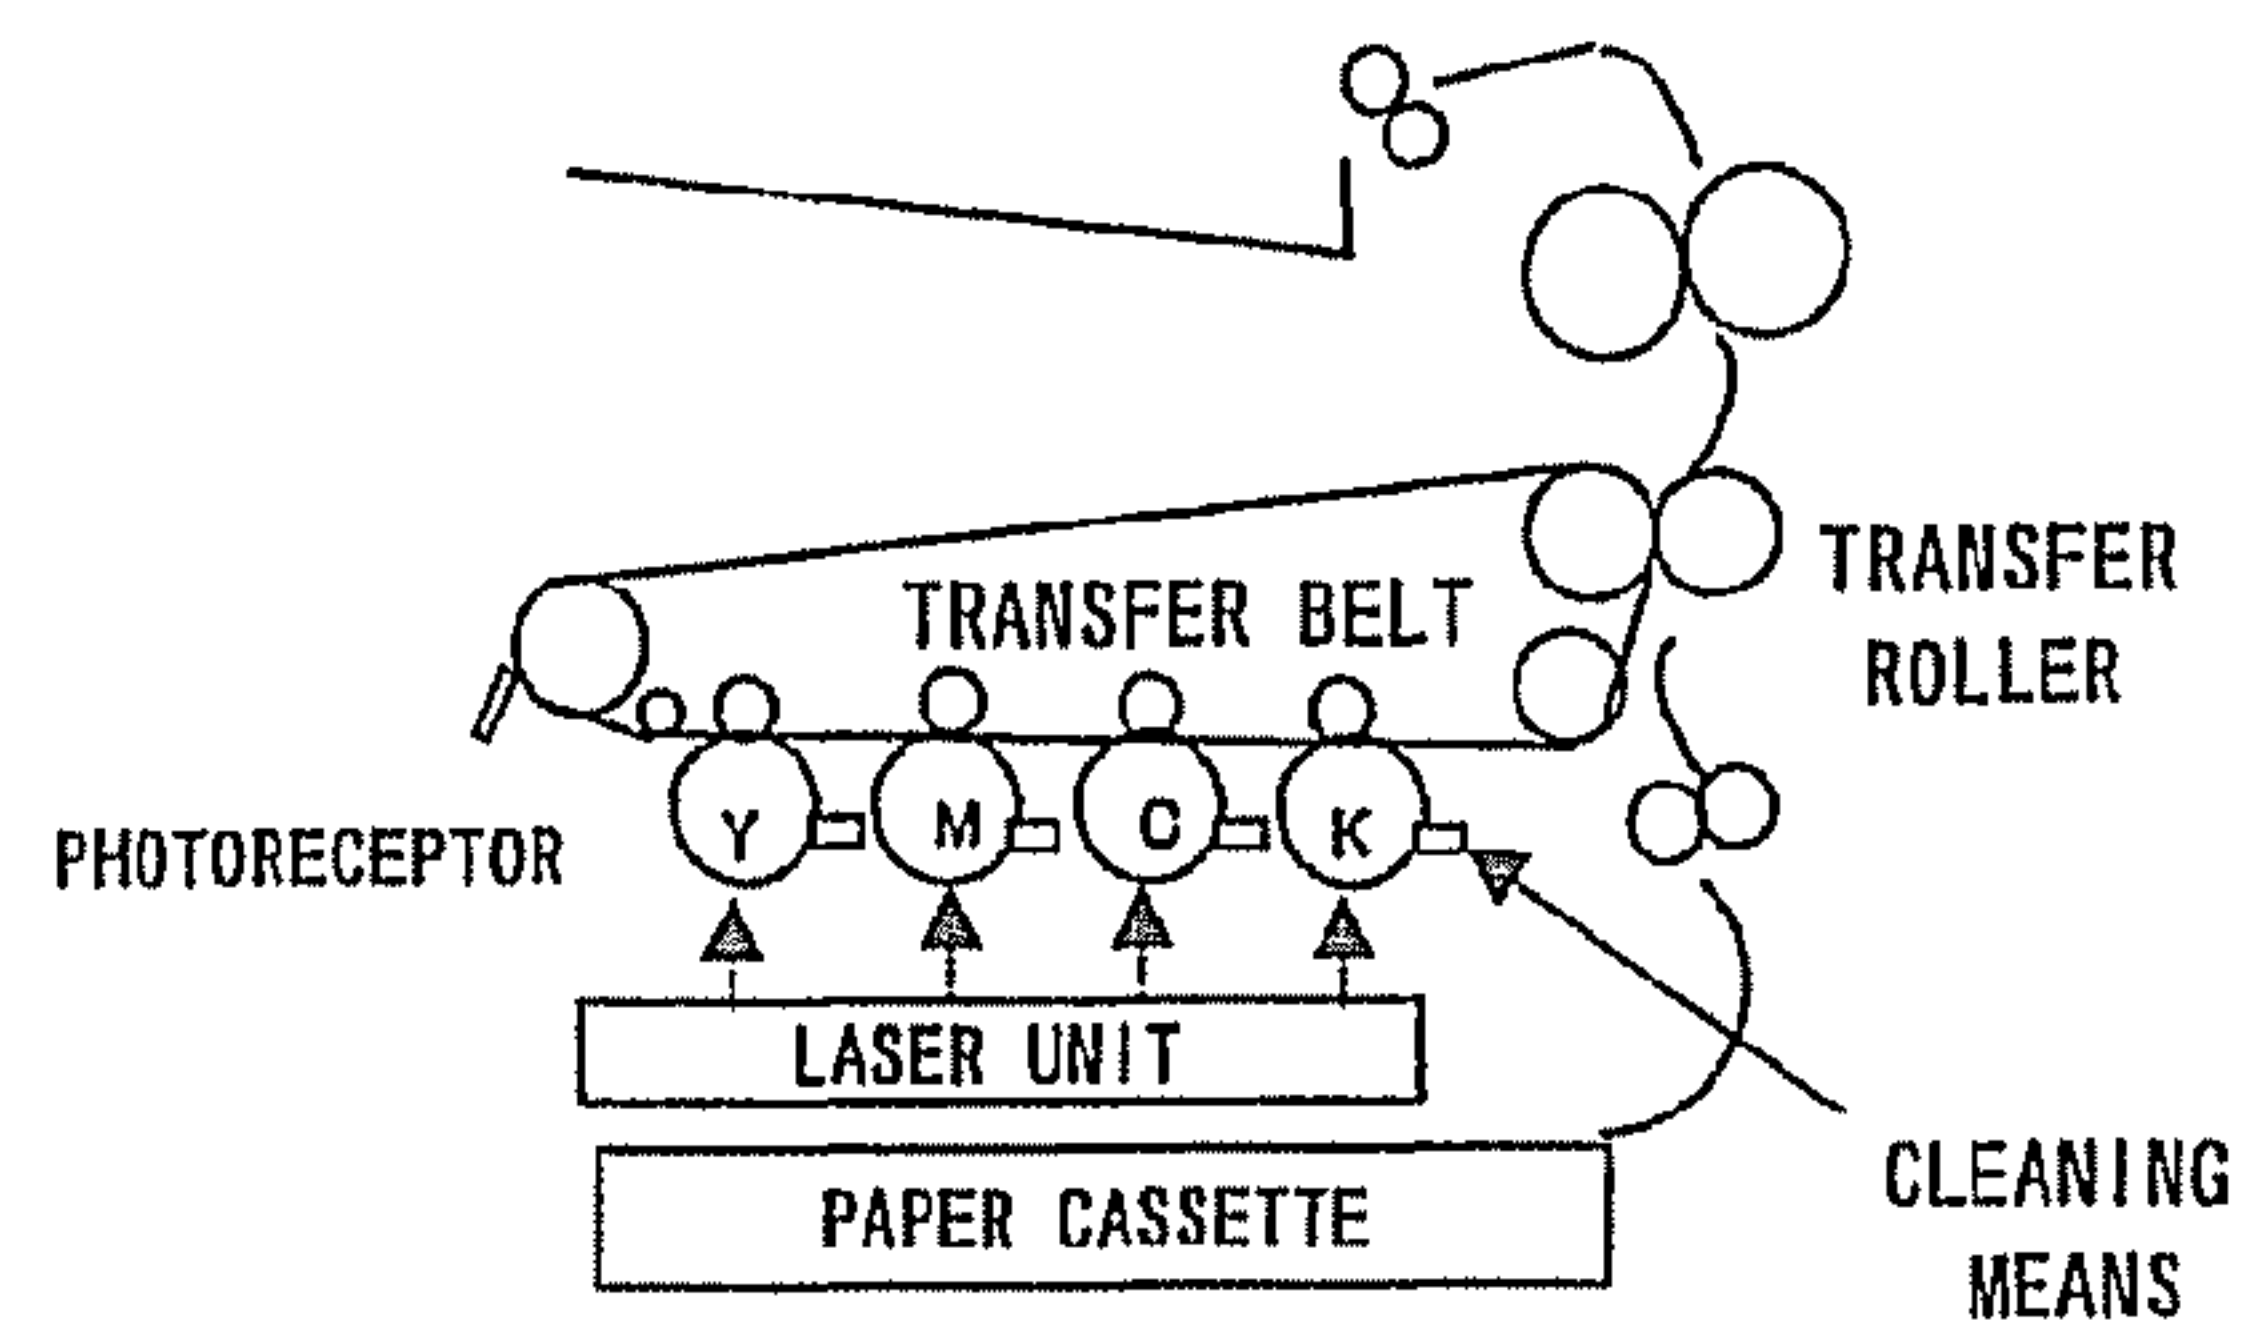 TRANSFER
ROLLER
TRANSFER BELT
PHOTORECEPTOR
Y
M
C
K
LASER UNIT
PAPER CASSETTE
CLEANING
MEANS